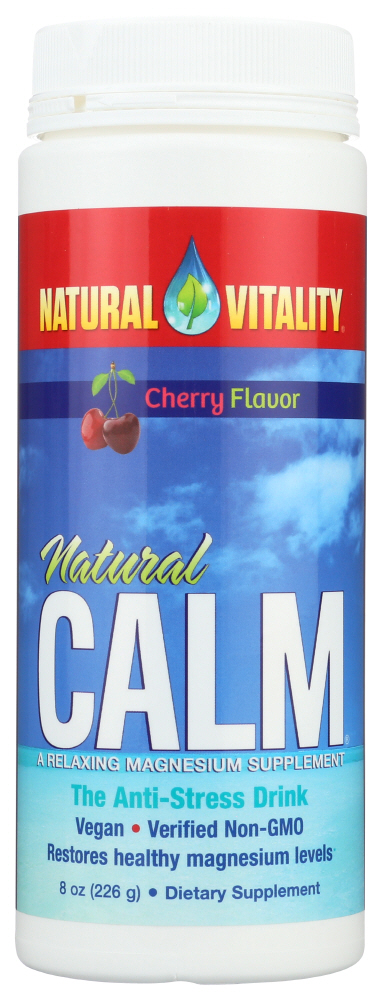 NATURAL VITALITY®
Cherry Flavor
Natural
CALM®
A RELAXING MAGNESIUM SUPPLEMENT
The Anti-Stress Drink
Vegan • Verified Non-GMO
Restores healthy magnesium levels
8 oz (226 g) • Dietary Supplement